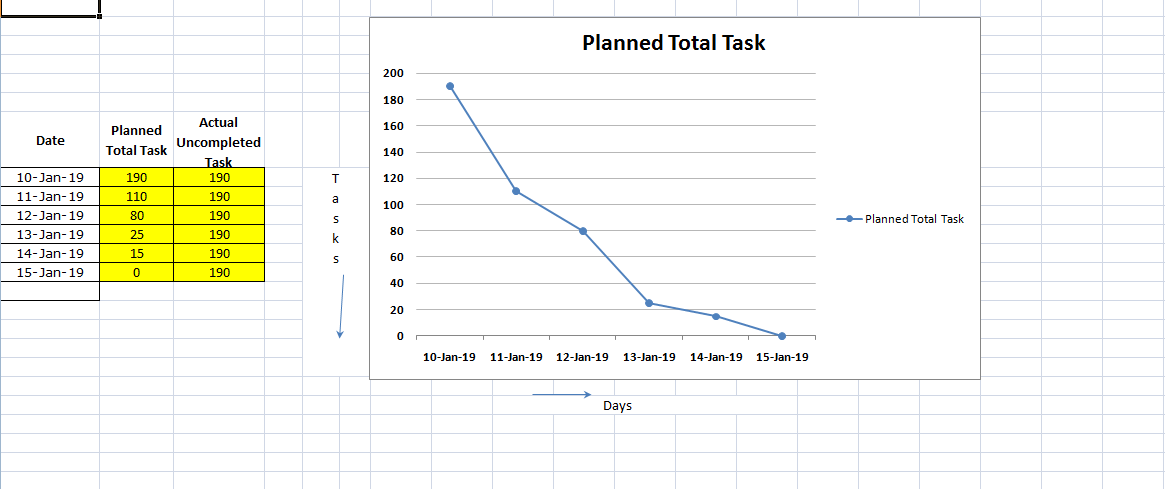 Date
Planned
Total Task
Actual
Uncompleted
Task
10-Jan-19 190 190
11-Jan-19 110 190
12-Jan-19 80 190
13-Jan-19 25 190
14-Jan-19 15 190
15-Jan-19 0 190
T
a
s
k
s
Planned Total Task
200
180
160
140
120
100
80
60
40
20
0
10-Jan-19 11-Jan-19 12-Jan-19 13-Jan-19 14-Jan-19 15-Jan-19
Planned Total Task
Days